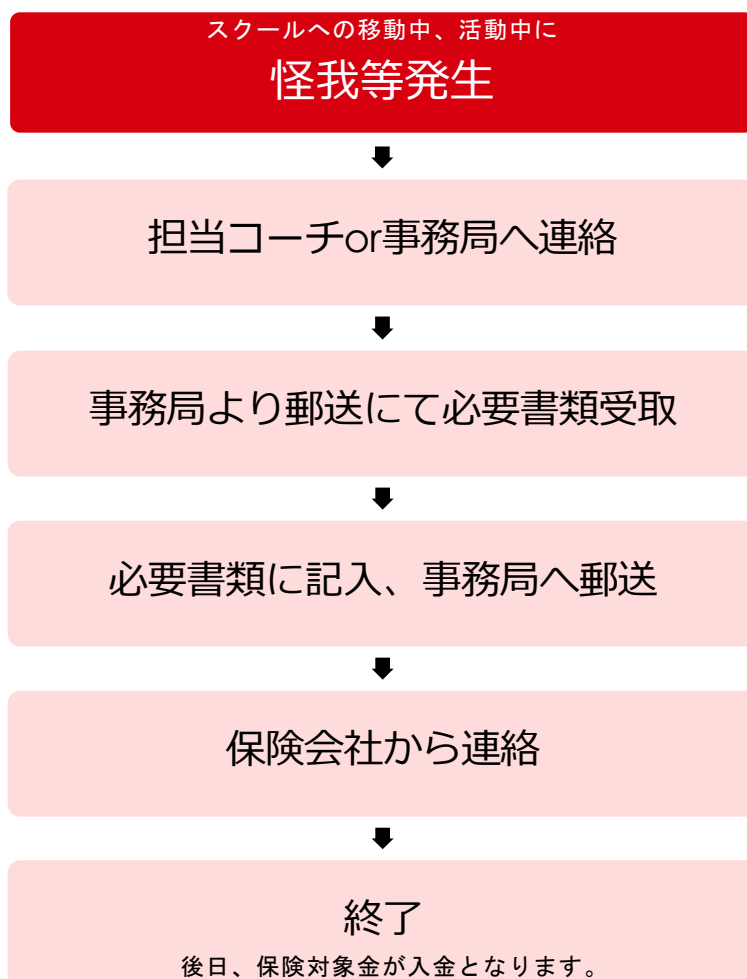 スクールへの移動中、活動中に
怪我等発生
担当コーチor事務局へ連絡
事務局より郵送にて必要書類受取
必要書類に記入、事務局へ郵送
保険会社から連絡
終了
後日、保険対象金が入金となります。